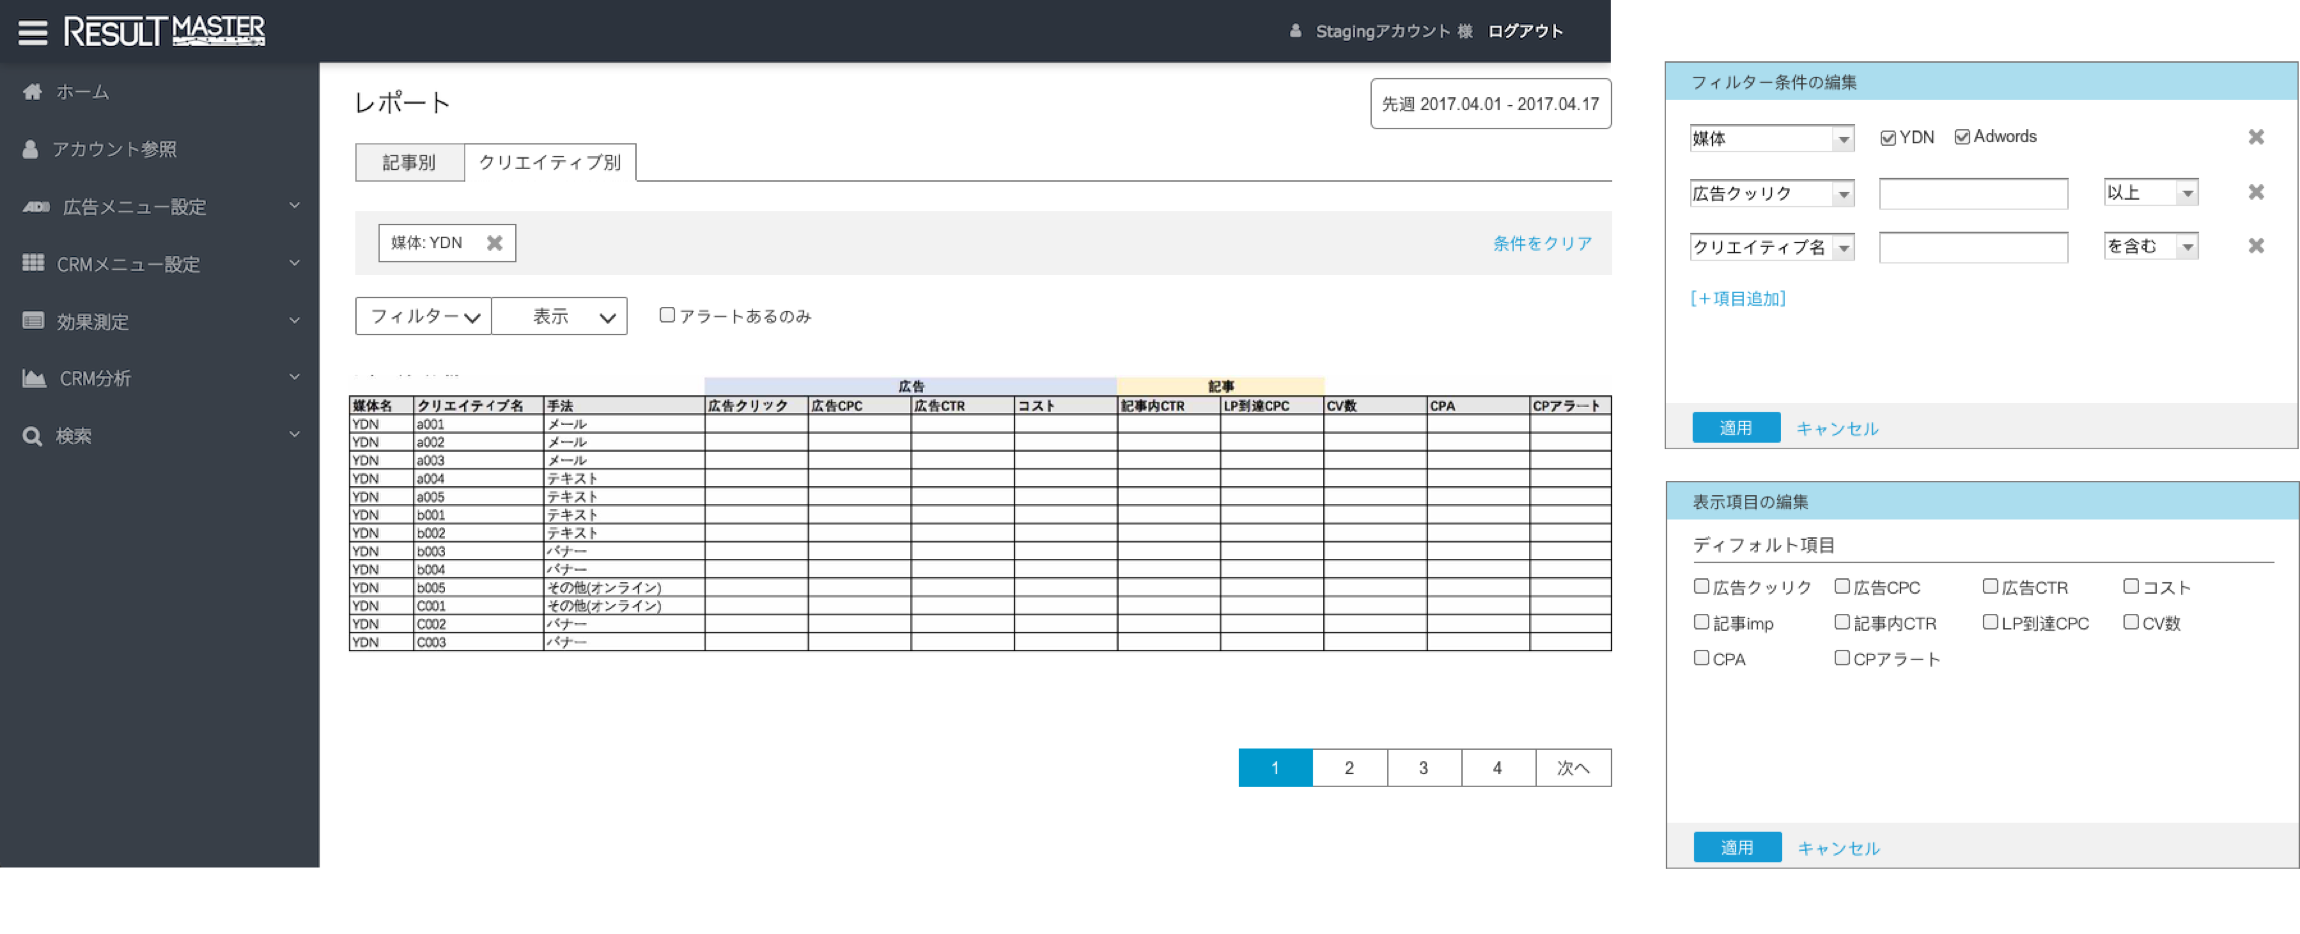 RESULT MASTER
Stagingアカウント 様 ログアウト
ホーム
アカウント参照
AD 広告メニュー設定
CRMメニュー設定
効果測定
CRM分析
検索
レポート
先週 2017.04.01 - 2017.04.17
記事別 クリエイティブ別
媒体: YDN
条件をクリア
フィルター 表示 アラートあるのみ
広告 記事
媒体名 クリエイティブ名 手法 広告クリック 広告CPC 広告CTR コスト 記事内CTR LP到達CPC CV数 CPA CPアラート
YDN a001 メール
YDN a002 メール
YDN a003 メール
YDN a004 テキスト
YDN a005 テキスト
YDN b001 テキスト
YDN b002 テキスト
YDN b003 バナー
YDN b004 バナー
YDN b005 その他(オンライン)
YDN C001 その他(オンライン)
YDN C002 バナー
YDN C003 バナー
1 2 3 4 次へ
フィルター条件の編集
媒体 YDN Adwords
広告クッリク 以上
クリエイティブ名 を含む
[＋項目追加]
適用 キャンセル
表示項目の編集
ディフォルト項目
広告クッリク 広告CPC 広告CTR コスト
記事imp 記事内CTR LP到達CPC CV数
CPA CPアラート
適用 キャンセル